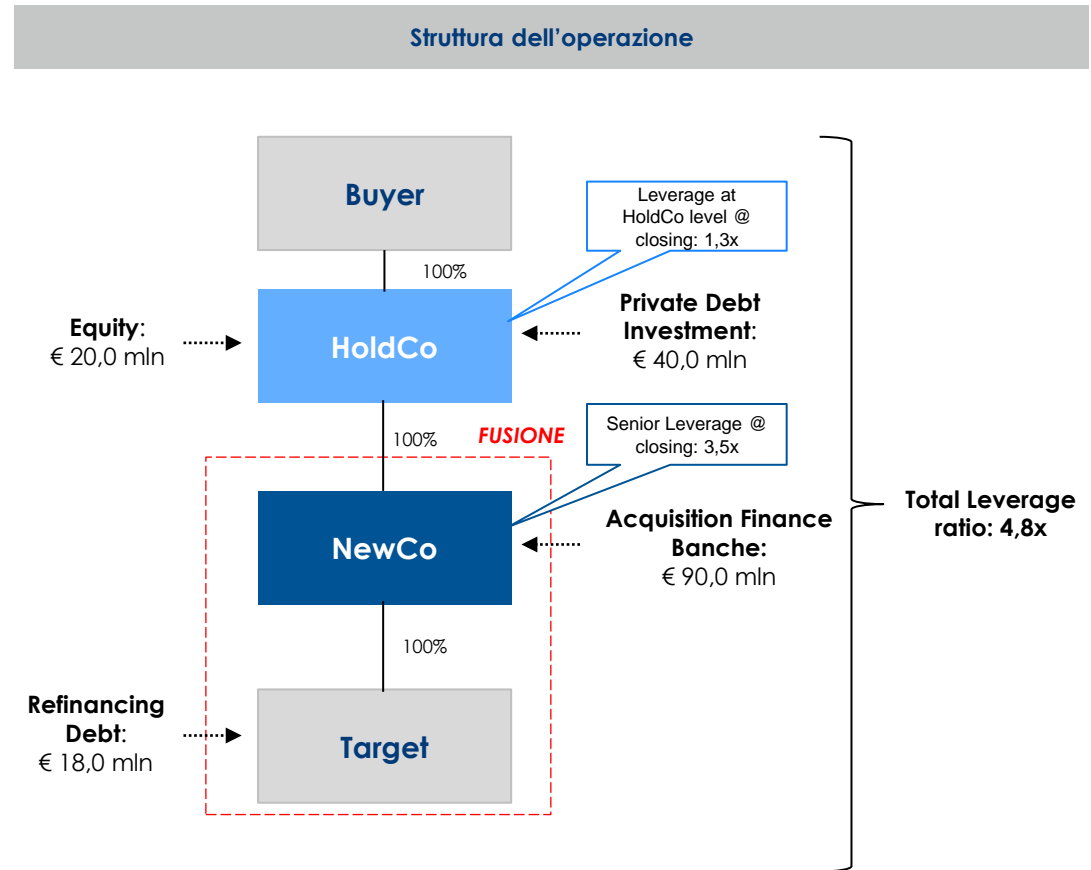 Struttura dell'operazione
Buyer
Leverage at
HoldCo level @
closing: 1,3x
100%
Equity:
€ 20,0 mln
HoldCo
Private Debt
Investment:
€ 40,0 mln
100%
FUSIONE
Senior Leverage @
closing: 3,5x
Total Leverage
ratio: 4,8x
NewCo
Acquisition Finance
Banche:
€ 90,0 mln
100%
Refinancing
Debt:
€ 18,0 mln
Target